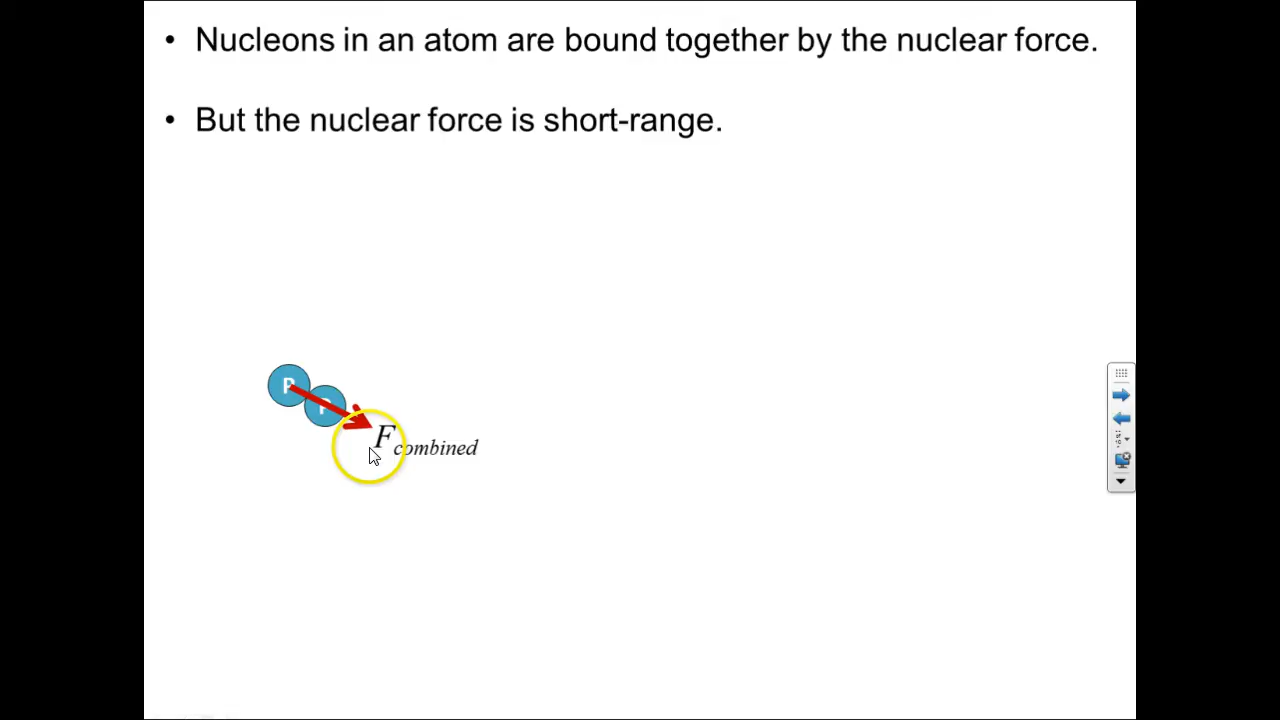 • Nucleons in an atom are bound together by the nuclear force.
• But the nuclear force is short-range.
P
P
F combined